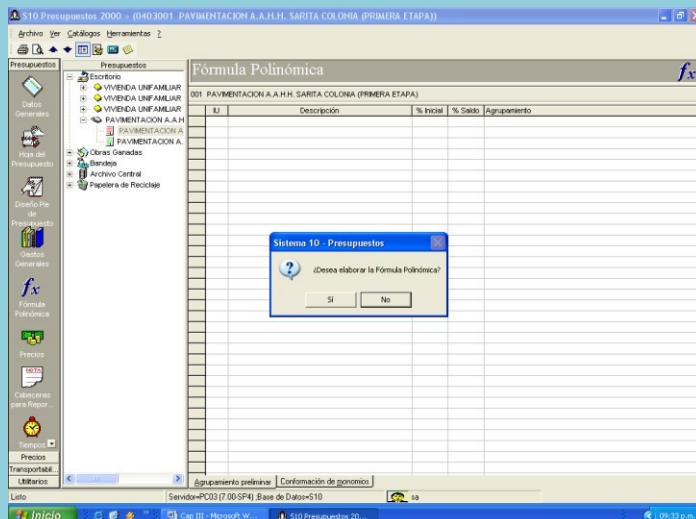 S10 Presupuestos 2000 - (0403001 PAVIMENTACION A.A.H.H. SARITA COLONIA (PRIMERA ETAPA))
Archivo Ver Catálogos Herramientas ?
Presupuestos
Datos
Generales
Hoja del
Presupuesto
Diseño Pie
de
Presupuesto
Gastos
Generales
fx
Fórmula
Polinómica
Precios
NOTA
Cabeceras
para Repor...
Tiempos
Precios
Transportabil...
Utilitarios
Presupuestos
Escritorio
VIVIENDA UNIFAMILIAR
VIVIENDA UNIFAMILIAR
VIVIENDA UNIFAMILIAR
PAVIMENTACION A.A.H
PAVIMENTACION A
PAVIMENTACION A.
Obras Ganadas
Bandeja
Archivo Central
Papelera de Reciclaje
Fórmula Polinómica
fx
001 PAVIMENTACION A.A.H.H. SARITA COLONIA (PRIMERA ETAPA)
IU Descripción % Inicial % Saldo Agrupamiento
Sistema 10 - Presupuestos
¿Desea elaborar la Fórmula Polinómica?
Sí No
Agrupamiento preliminar Conformación de monomios
Listo Servidor=PC03 (7.00-SP4) ;Base de Datos=S10 sa
Inicio Cap III - Microsoft W... S10 Presupuestos 20... 09:33 p.m.